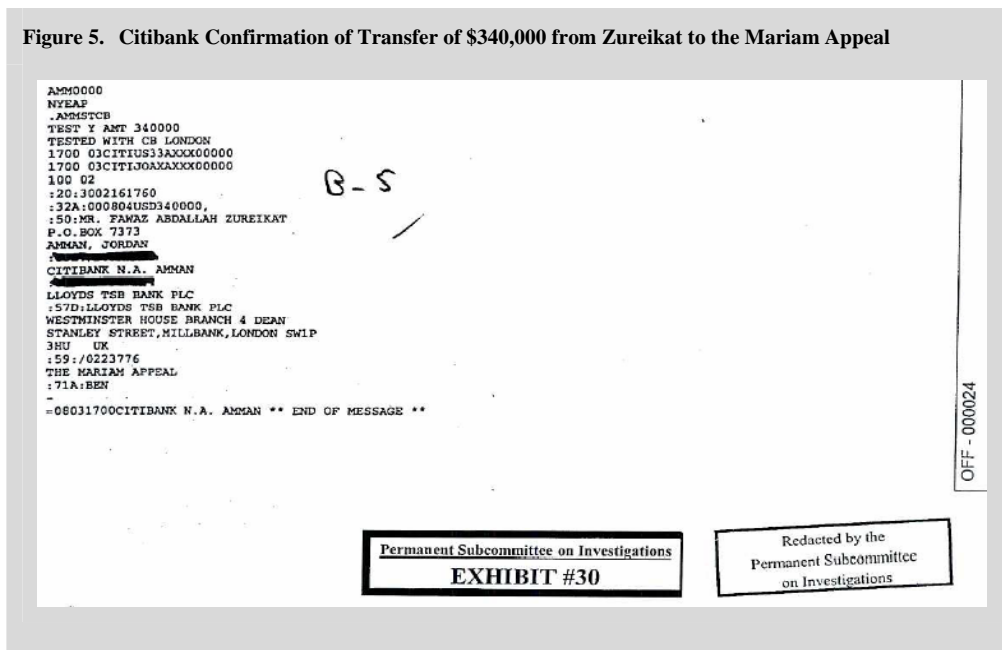 Figure 5. Citibank Confirmation of Transfer of $340,000 from Zureikat to the Mariam Appeal
AMM0000
NYEAP
.AMMSTCB
TEST Y AMT 340000
TESTED WITH CB LONDON
1700 03CITIUS33AXXX00000
1700 03CITIJOAXAXXX00000
100 02
:20:3002161760
:32A:000804USD340000,
:50:MR. FAWAZ ABDALLAH ZUREIKAT
P.O.BOX 7373
AMMAN, JORDAN
CITIBANK N.A. AMMAN
LLOYDS TSB BANK PLC
:57D:LLOYDS TSB BANK PLC
WESTMINSTER HOUSE BRANCH 4 DEAN
STANLEY STREET,MILLBANK,LONDON SW1P
3HU UK
:59:/0223776
THE MARIAM APPEAL
:71A:BEN
-
=08031700CITIBANK N.A. AMMAN ** END OF MESSAGE **
B-5
OFF - 000024
Permanent Subcommittee on Investigations
EXHIBIT #30
Redacted by the
Permanent Subcommittee
on Investigations